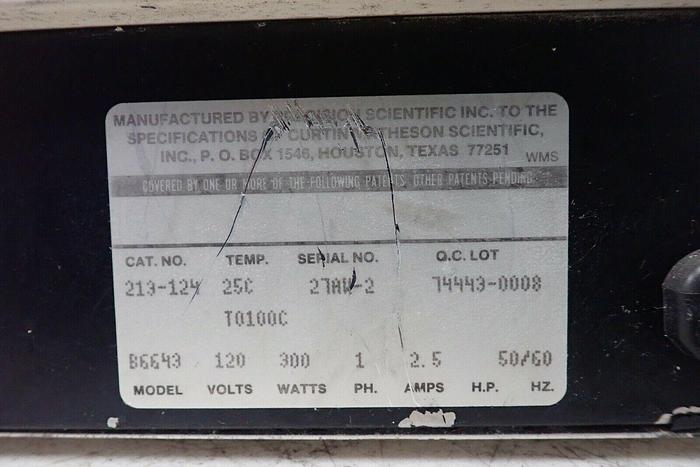 MANUFACTURED BY PRECISION SCIENTIFIC INC. TO THE
SPECIFICATIONS OF CURTIN MATHESON SCIENTIFIC,
INC., P. O. BOX 1546, HOUSTON, TEXAS 77251 WMS
COVERED BY ONE OR MORE OF THE FOLLOWING PATENTS. OTHER PATENTS PENDING.
CAT. NO. TEMP. SERIAL NO. Q.C. LOT
213-124 25C 27AW-2 74443-0008
TO100C
B6643 120 300 1 2.5 50/60
MODEL VOLTS WATTS PH. AMPS H.P. HZ.